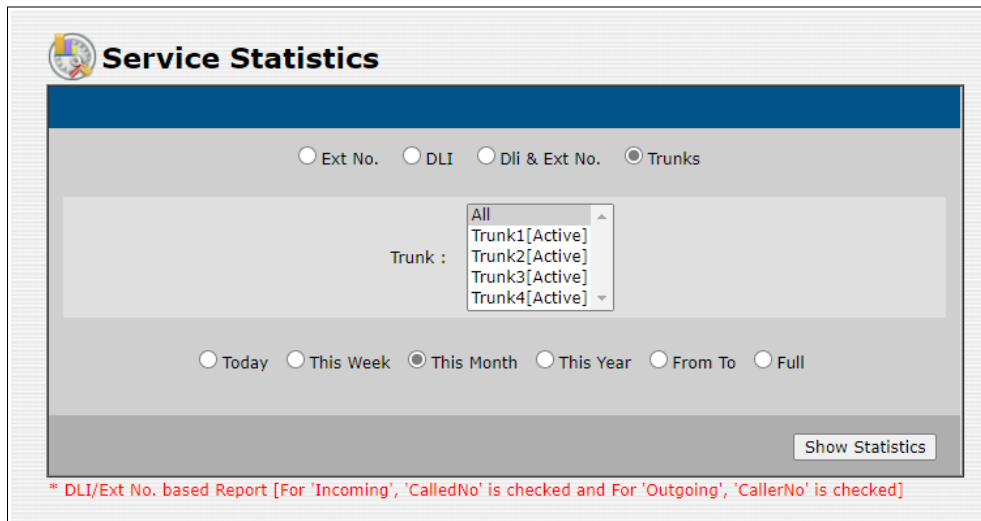 Service Statistics
Ext No. DLI Dli & Ext No. Trunks
All
Trunk1[Active]
Trunk : Trunk2[Active]
Trunk3[Active]
Trunk4[Active]
Today This Week This Month This Year From To Full
Show Statistics
* DLI/Ext No. based Report [For 'Incoming', 'CalledNo' is checked and For 'Outgoing', 'CallerNo' is checked]